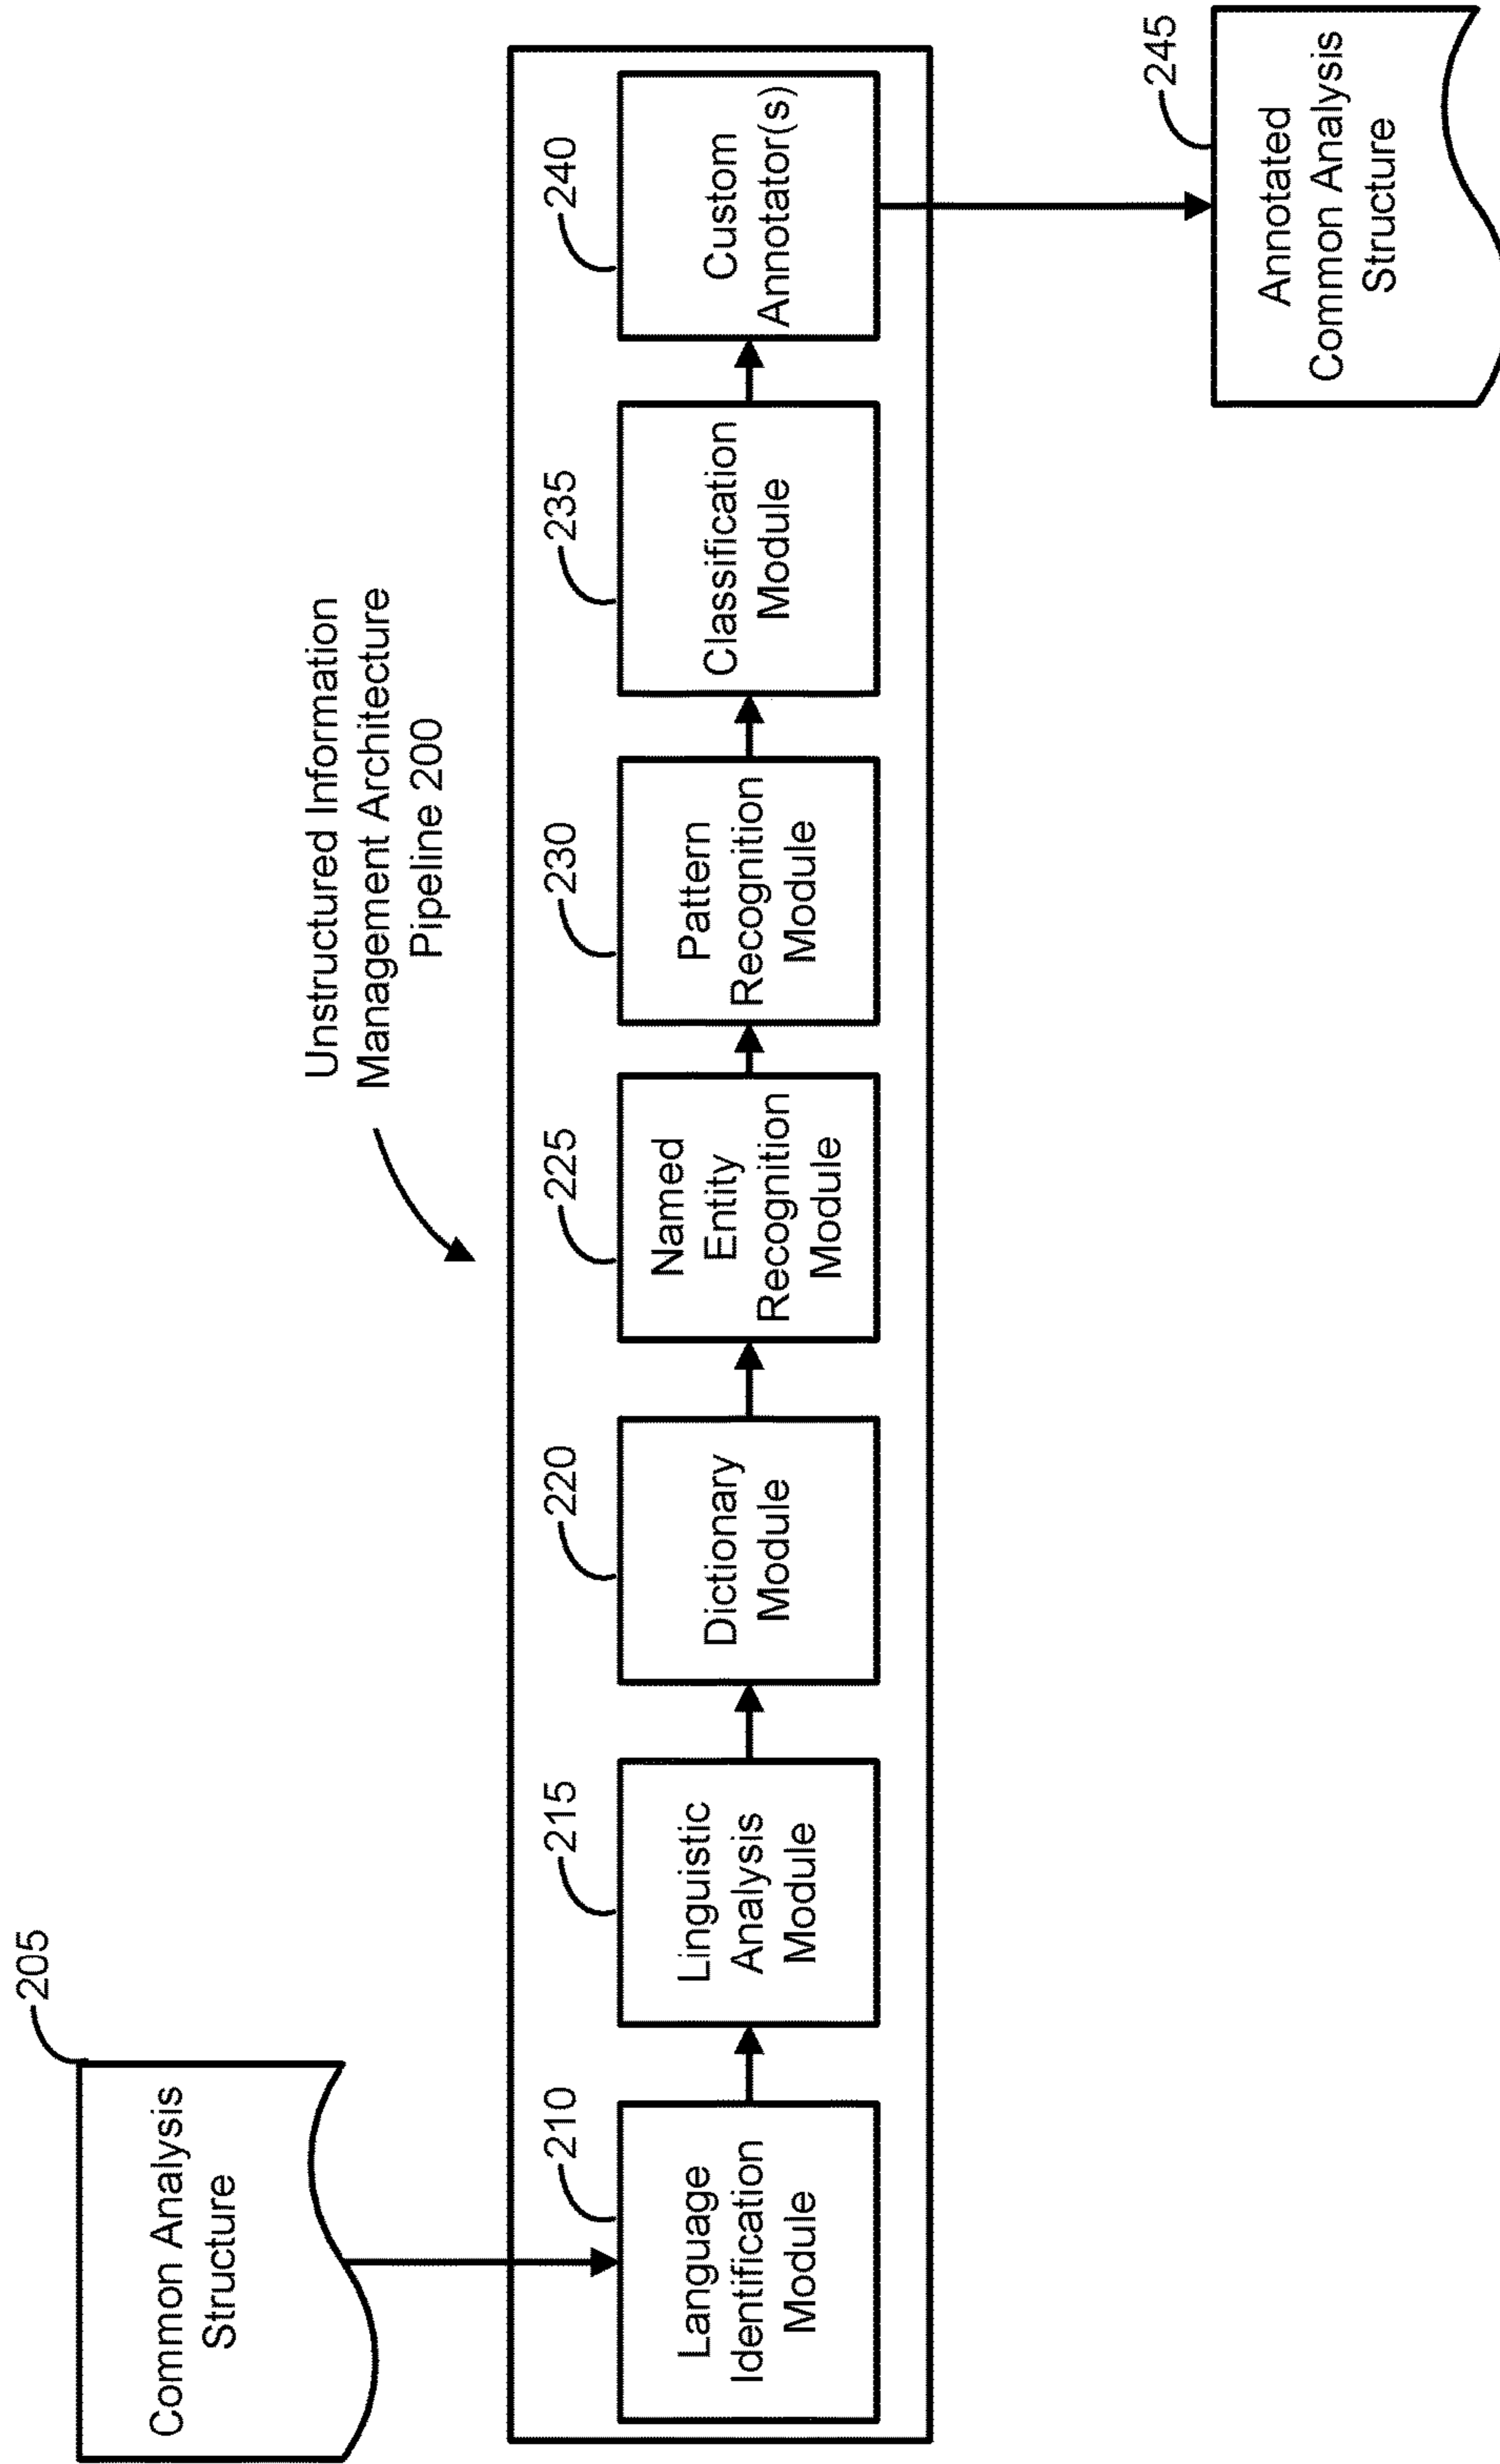 205
Common Analysis
Structure
Unstructured Information
Management Architecture
Pipeline 200
210
Language
Identification
Module
215
Linguistic
Analysis
Module
220
Dictionary
Module
225
Named
Entity
Recognition
Module
230
Pattern
Recognition
Module
235
Classification
Module
240
Custom
Annotator(s)
245
Annotated
Common Analysis
Structure